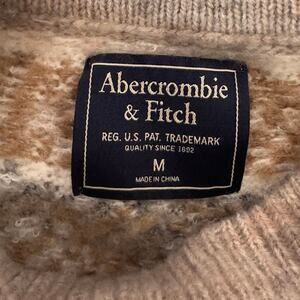 Abercrombie
& Fitch
REG. U.S. PAT. TRADEMARK
QUALITY SINCE 1892
M
MADE IN CHINA